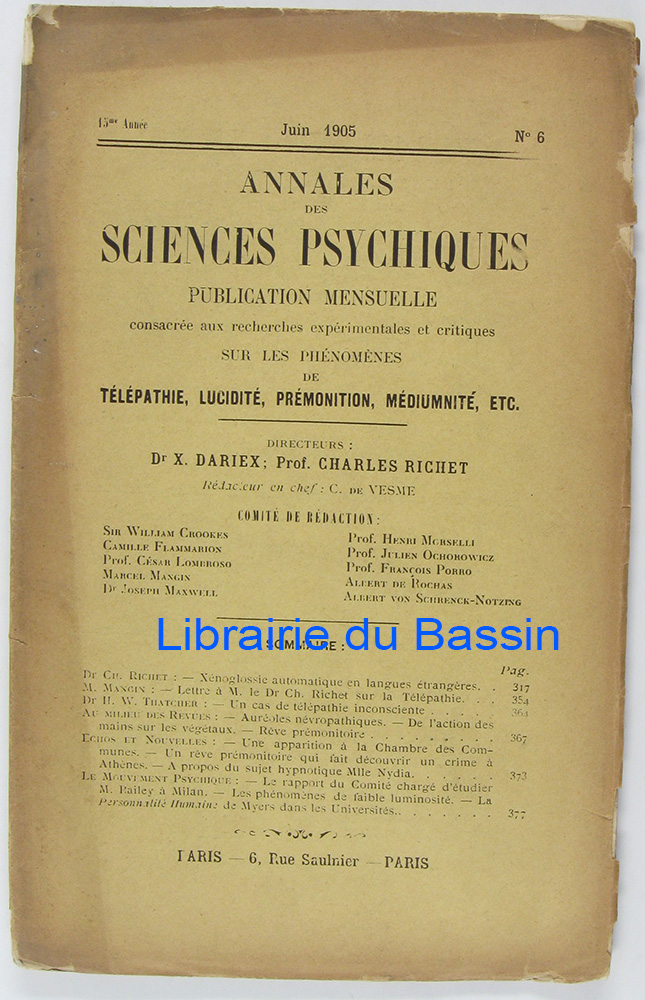 15me Année
Juin 1905
No 6
ANNALES
DES
SCIENCES PSYCHIQUES
PUBLICATION MENSUELLE
consacrée aux recherches expérimentales et critiques
SUR LES PHÉNOMÈNES
DE
TÉLÉPATHIE, LUCIDITÉ, PRÉMONITION, MÉDIUMNITÉ, ETC.
DIRECTEURS :
Dr X. DARIEX; Prof. CHARLES RICHET
Rédacteur en chef : C. DE VESME
COMITÉ DE RÉDACTION:
SIR WILLIAM CROOKES
CAMILLE FLAMMARION
Prof. CÉSAR LOMBROSO
MARCEL MANGIN
Dr JOSEPH MAXWELL
Prof. HENRI MORSELLI
Prof. JULIEN OCHOROWICZ
Prof. FRANÇOIS PORRO
ALBERT DE ROCHAS
ALBERT VON SCHRENCK-NOTZING
Librairie du Bassin
SOMMAIRE :
Pag.
Dr CH. RICHET : — Xénoglossie automatique en langues étrangères. . 317
M. MANGIN : — Lettre à M. le Dr Ch. Richet sur la Télépathie. . . 354
Dr H. W. THATCHER : — Un cas de télépathie inconsciente . . . . 364
AU MILIEU DES REVUES : — Auréoles névropathiques. — De l'action des
mains sur les végétaux. — Rêve prémonitoire . . . . . . . . . 367
ECHOS ET NOUVELLES : — Une apparition à la Chambre des Com-
munes. — Un rêve prémonitoire qui fait découvrir un crime à
Athènes. — A propos du sujet hypnotique Mlle Nydia. . . . . . 373
LE MOUVEMENT PSYCHIQUE : — Le rapport du Comité chargé d'étudier
M. Bailey à Milan. — Les phénomènes de faible luminosité. — La
Personnalité Humaine de Myers dans les Universités.. . . . . . 377
PARIS — 6, Rue Saulnier — PARIS